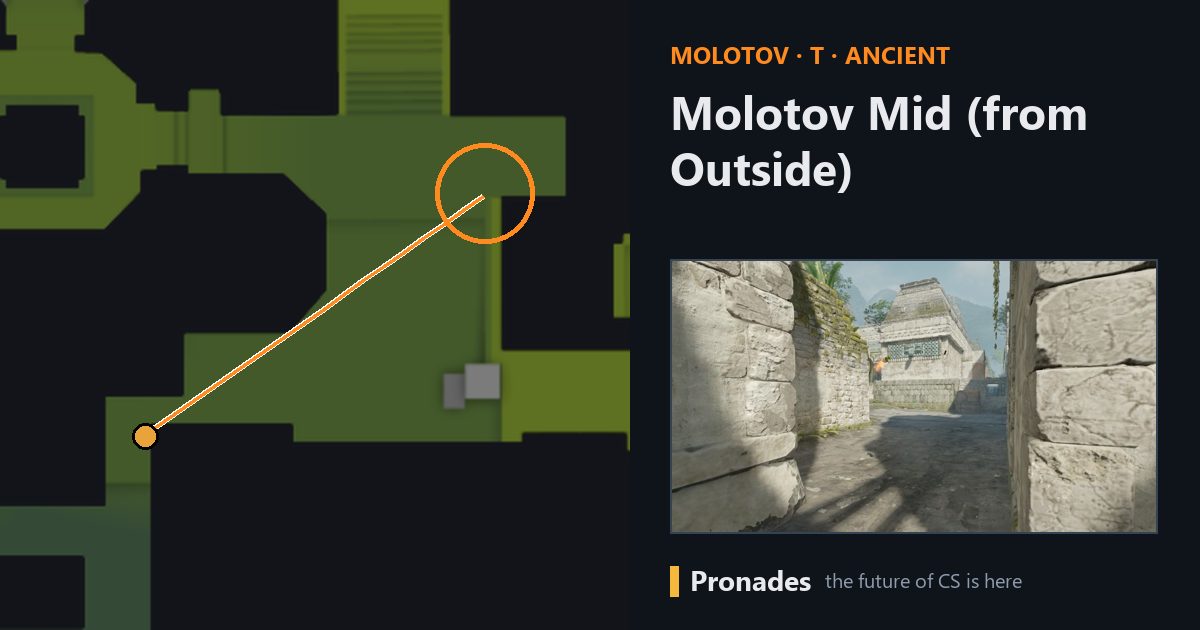 MOLOTOV · T · ANCIENT
Molotov Mid (from
Outside)
Pronades the future of CS is here